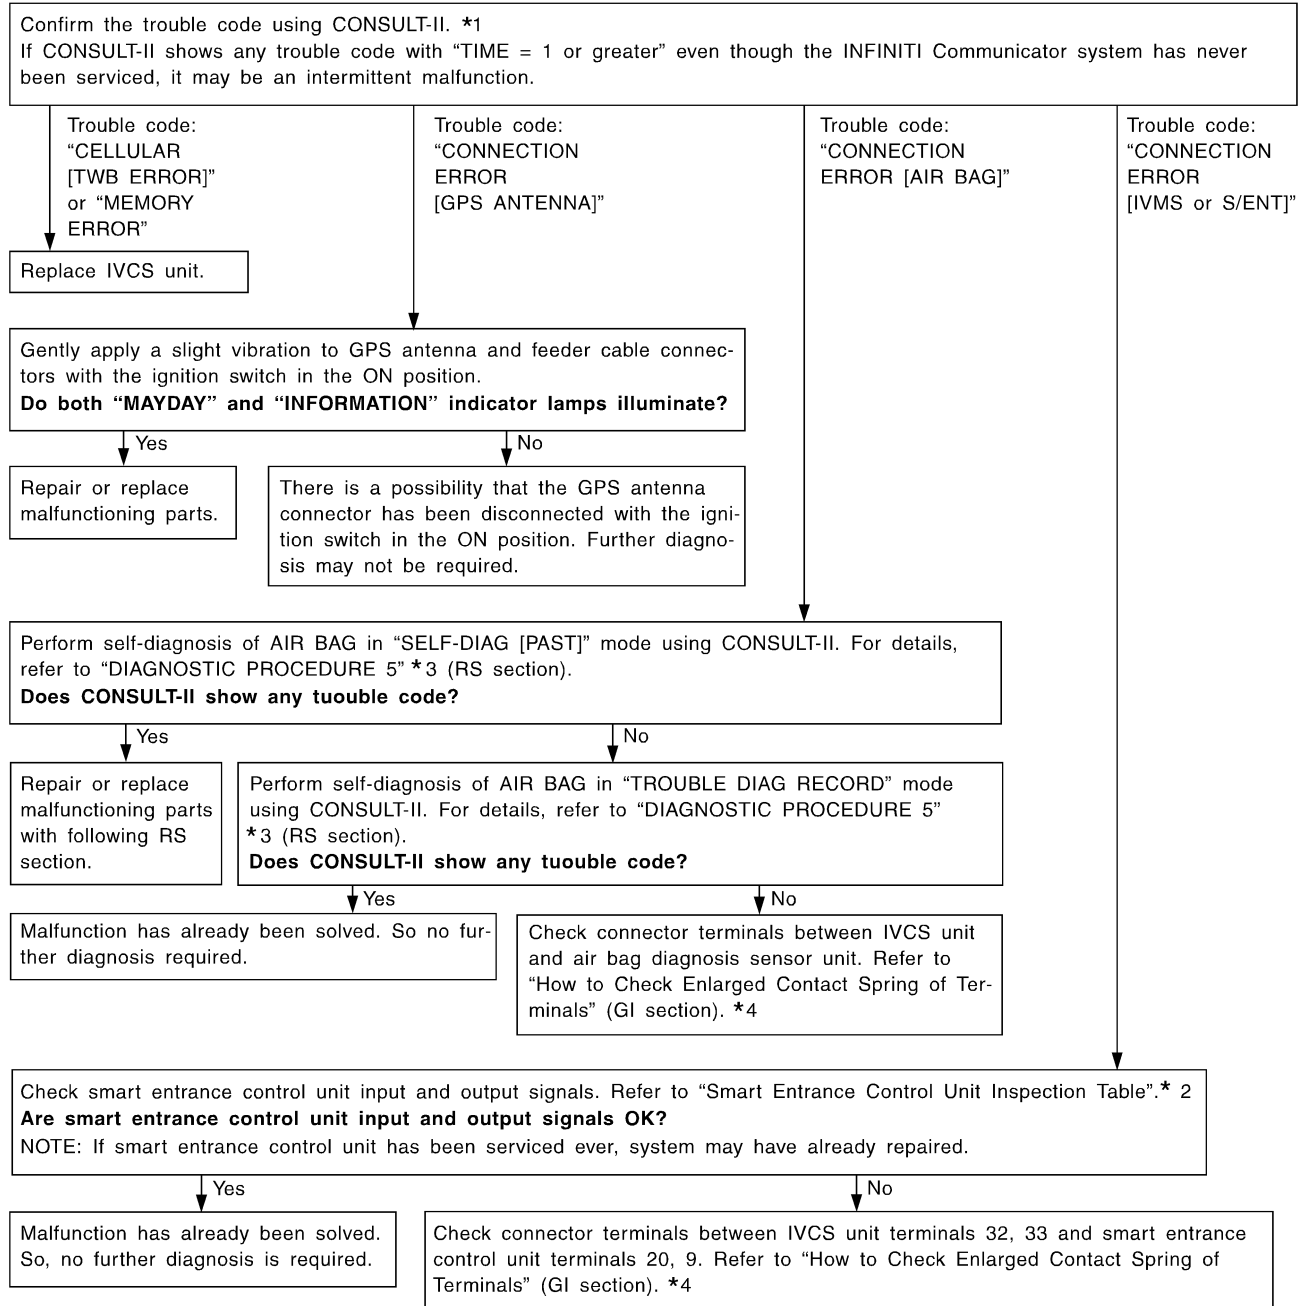 Confirm the trouble code using CONSULT-II. *1
If CONSULT-II shows any trouble code with “TIME = 1 or greater” even though the INFINITI Communicator system has never
been serviced, it may be an intermittent malfunction.
Trouble code:
“CELLULAR
[TWB ERROR]”
or “MEMORY
ERROR”
Trouble code:
“CONNECTION
ERROR
[GPS ANTENNA]”
Trouble code:
“CONNECTION
ERROR [AIR BAG]”
Trouble code:
“CONNECTION
ERROR
[IVMS or S/ENT]”
Replace IVCS unit.
Gently apply a slight vibration to GPS antenna and feeder cable connec-
tors with the ignition switch in the ON position.
Do both “MAYDAY” and “INFORMATION” indicator lamps illuminate?
Yes
No
Repair or replace
malfunctioning parts.
There is a possibility that the GPS antenna
connector has been disconnected with the igni-
tion switch in the ON position. Further diagno-
sis may not be required.
Perform self-diagnosis of AIR BAG in “SELF-DIAG [PAST]” mode using CONSULT-II. For details,
refer to “DIAGNOSTIC PROCEDURE 5” *3 (RS section).
Does CONSULT-II show any tuouble code?
Yes
No
Repair or replace
malfunctioning parts
with following RS
section.
Perform self-diagnosis of AIR BAG in “TROUBLE DIAG RECORD” mode
using CONSULT-II. For details, refer to “DIAGNOSTIC PROCEDURE 5”
*3 (RS section).
Does CONSULT-II show any tuouble code?
Yes
No
Malfunction has already been solved. So no fur-
ther diagnosis required.
Check connector terminals between IVCS unit
and air bag diagnosis sensor unit. Refer to
“How to Check Enlarged Contact Spring of Ter-
minals” (GI section). *4
Check smart entrance control unit input and output signals. Refer to “Smart Entrance Control Unit Inspection Table”.* 2
Are smart entrance control unit input and output signals OK?
NOTE: If smart entrance control unit has been serviced ever, system may have already repaired.
Yes
No
Malfunction has already been solved.
So, no further diagnosis is required.
Check connector terminals between IVCS unit terminals 32, 33 and smart entrance
control unit terminals 20, 9. Refer to “How to Check Enlarged Contact Spring of
Terminals” (GI section). *4